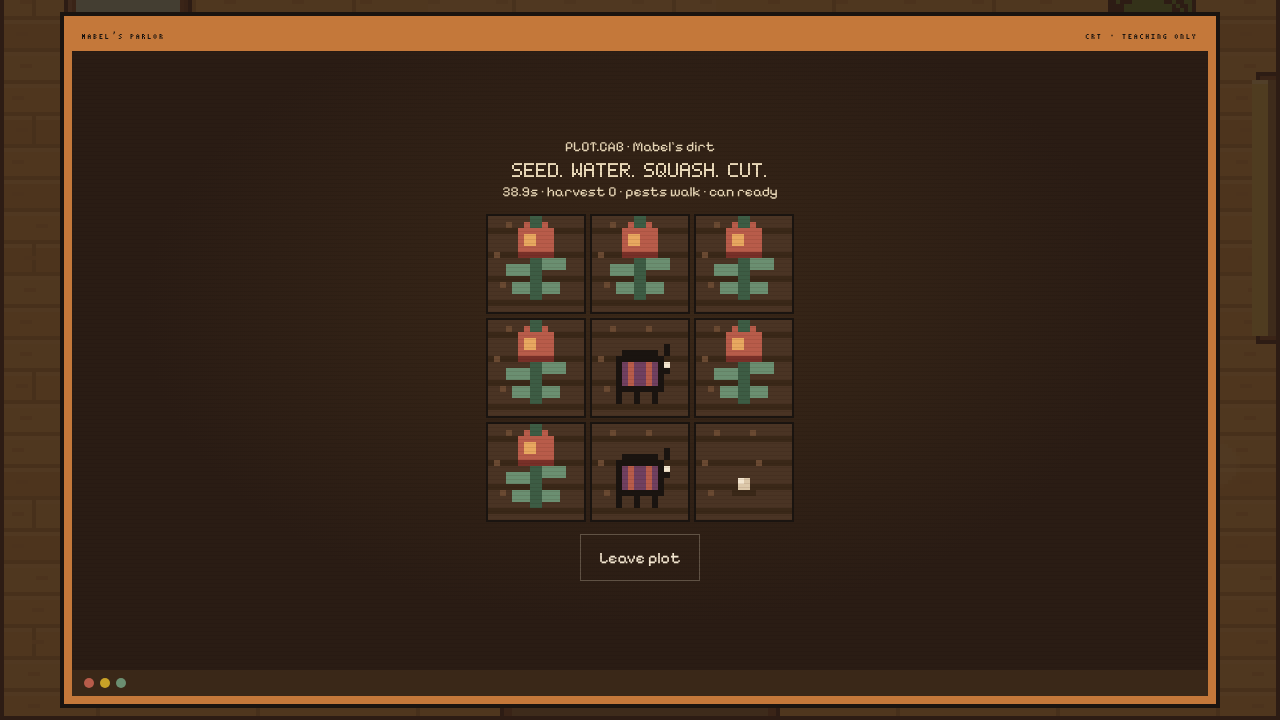 MABEL'S PARLOR
CRT · TEACHING ONLY
PLOT.CAB · Mabel's dirt
SEED. WATER. SQUASH. CUT.
38.9s · harvest 0 · pests walk · can ready
Leave plot